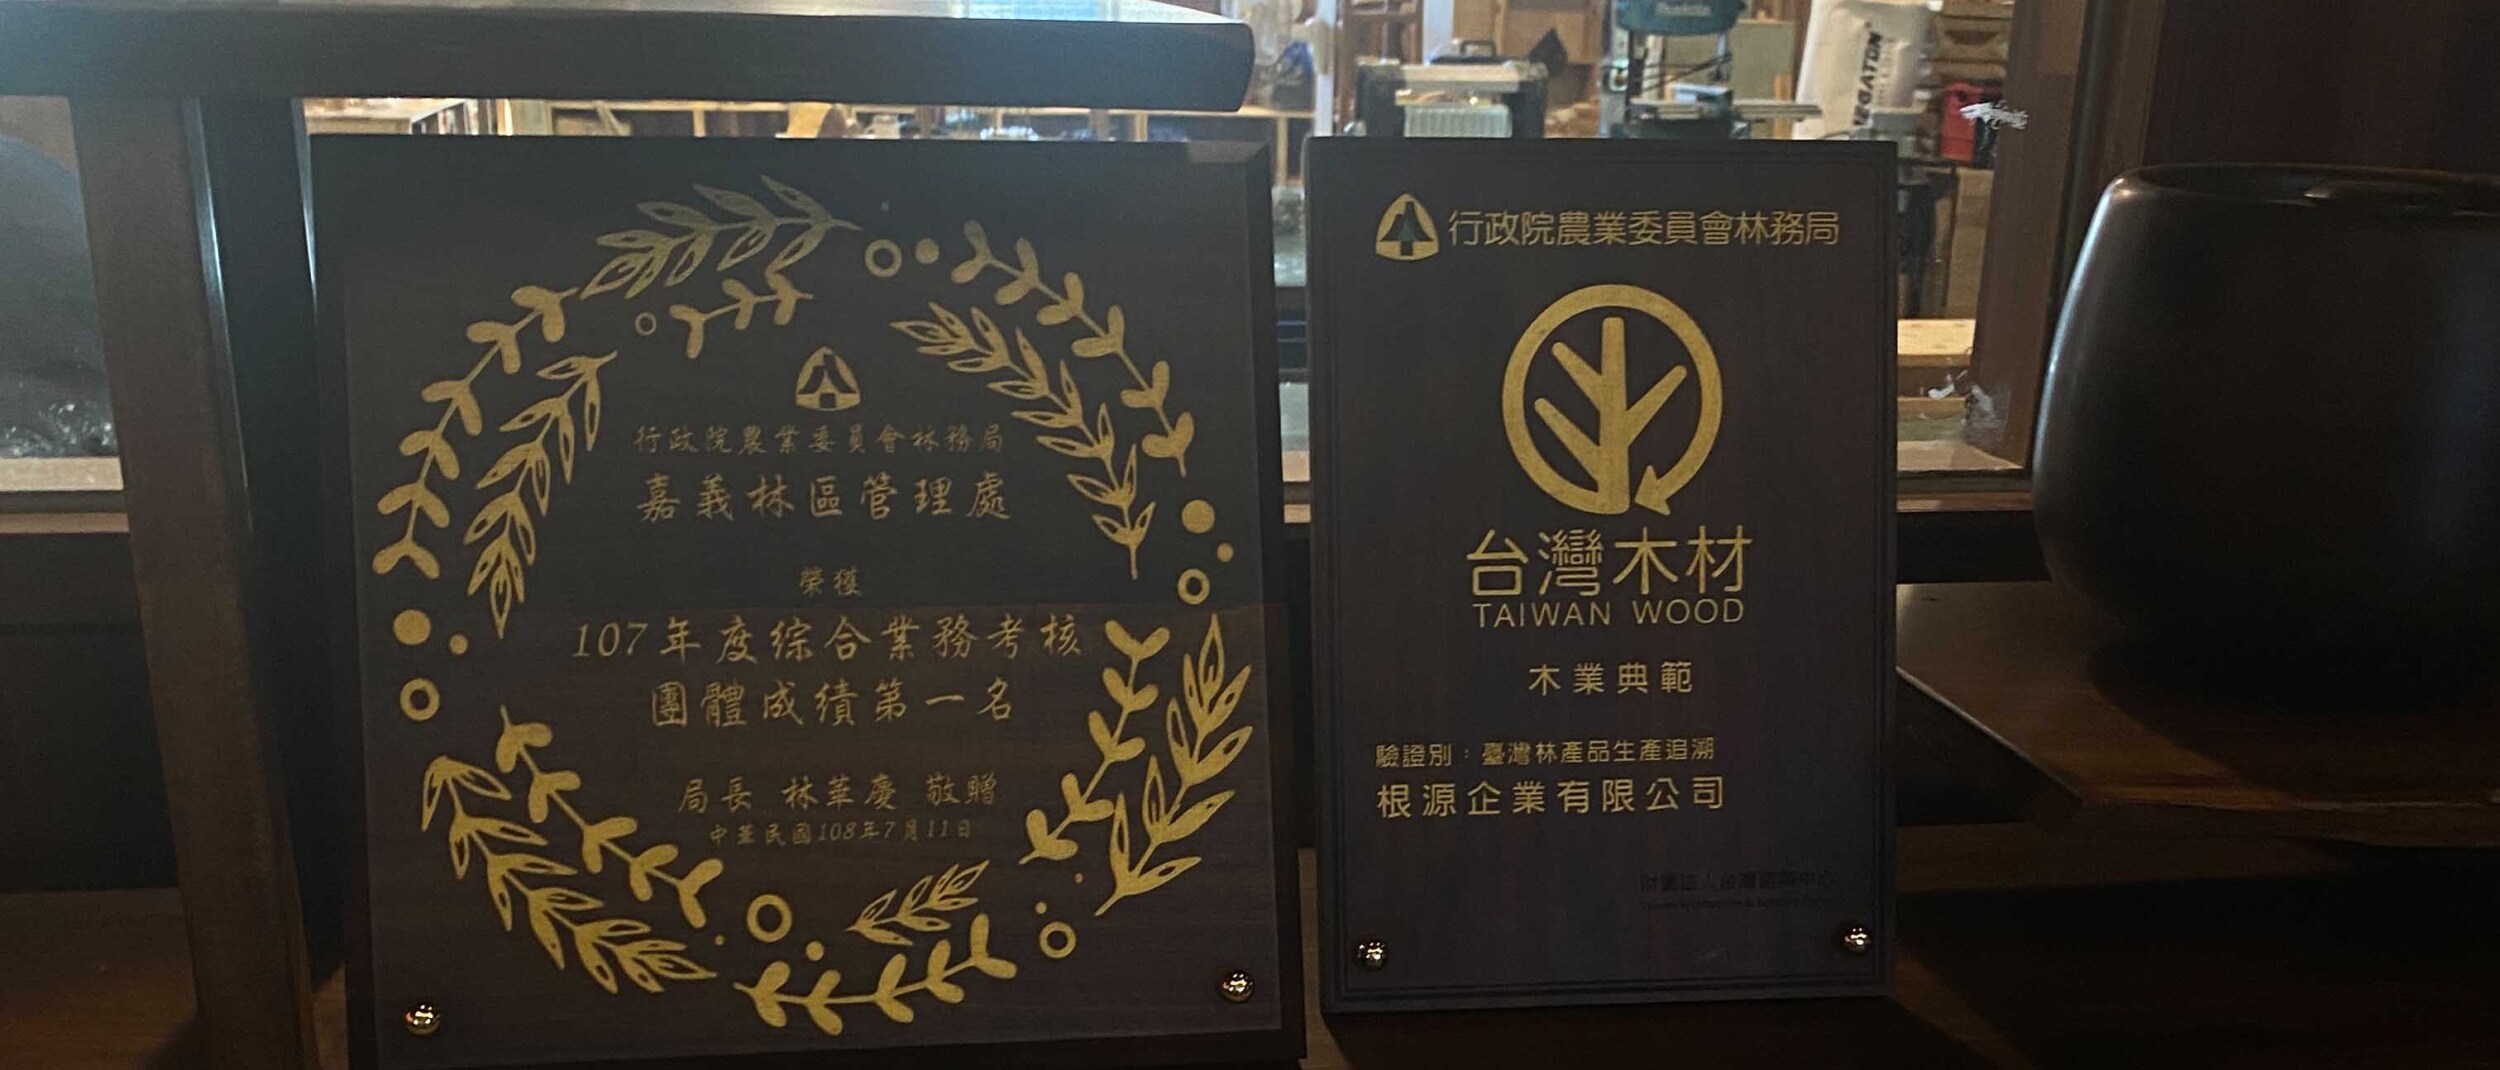 行政院農業委員會林務局
嘉義林區管理處
榮獲
107年度綜合業務考核
團體成績第一名
局長 林華慶 敬贈
中華民國108年7月11日
行政院農業委員會林務局
台灣木材
TAIWAN WOOD
木業典範
驗證別：臺灣林產品生產追溯
根源企業有限公司
makita
MEGATON